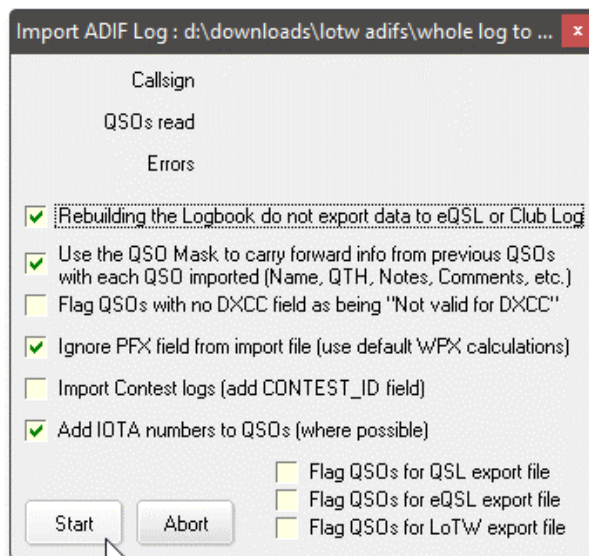 Import ADIF Log : d:\downloads\lotw adifs\whole log to ... x
Callsign
QSOs read
Errors
Rebuilding the Logbook do not export data to eQSL or Club Log
Use the QSO Mask to carry forward info from previous QSOs
with each QSO imported (Name, QTH, Notes, Comments, etc.)
Flag QSOs with no DXCC field as being "Not valid for DXCC"
Ignore PFX field from import file (use default WPX calculations)
Import Contest logs (add CONTEST_ID field)
Add IOTA numbers to QSOs (where possible)
Flag QSOs for QSL export file
Flag QSOs for eQSL export file
Flag QSOs for LoTW export file
Start Abort